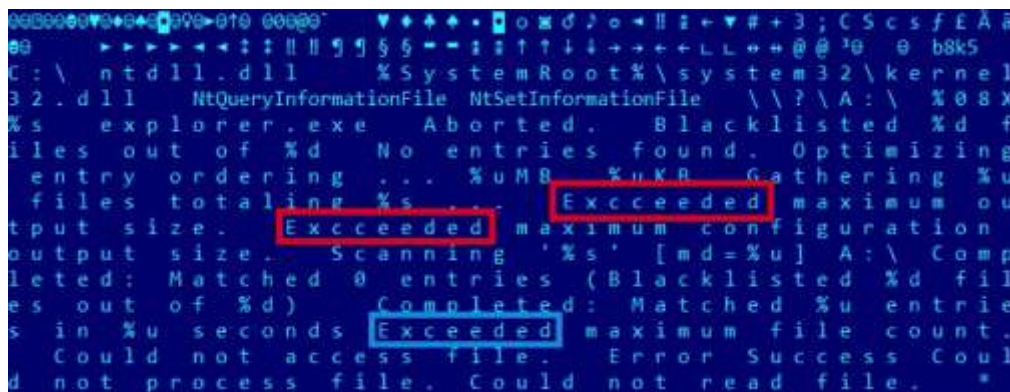 b8k5
C:\ ntdll.dll %SystemRoot%\system32\kernel
32.dll NtQueryInformationFile NtSetInformationFile \\?\A:\ %08X
%s explorer.exe Aborted. Blacklisted %d f
iles out of %d No entries found. Optimizing
entry ordering ... %uMB %uKB Gathering %u
files totaling %s ... Excceeded maximum ou
tput size. Excceeded maximum configuration
output size. Scanning '%s' [md=%u] A:\ Comp
leted: Matched 0 entries (Blacklisted %d fil
es out of %d) Completed: Matched %u entrie
s in %u seconds Exceeded maximum file count.
Could not access file. Error Success Coul
d not process file. Could not read file. *